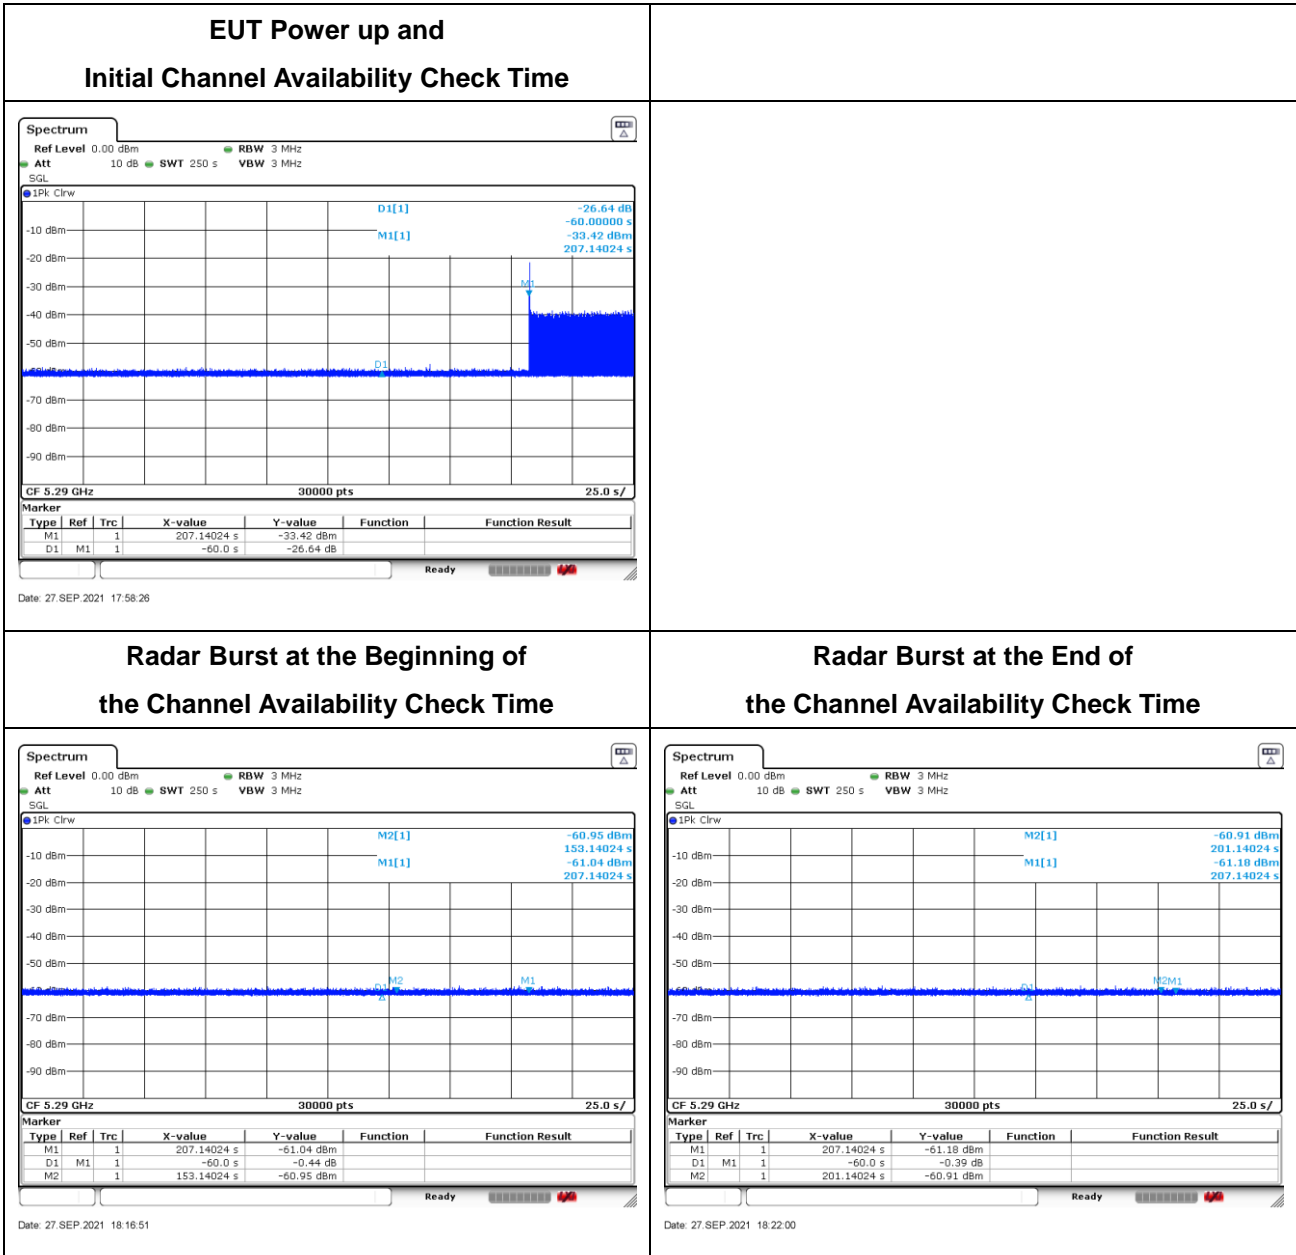 EUT Power up and
Initial Channel Availability Check Time
Spectrum
Ref Level 0.00 dBm RBW 3 MHz
Att 10 dB SWT 250 s VBW 3 MHz
SGL
1Pk Clrw
D1[1] -26.64 dB
-60.00000 s
M1[1] -33.42 dBm
207.14024 s
-10 dBm
-20 dBm
-30 dBm
M1
-40 dBm
-50 dBm
D1
-70 dBm
-80 dBm
-90 dBm
CF 5.29 GHz 30000 pts 25.0 s/
Marker
Type Ref Trc X-value Y-value Function Function Result
M1 1 207.14024 s -33.42 dBm
D1 M1 1 -60.0 s -26.64 dB
Ready
Date: 27.SEP.2021 17:58:26
Radar Burst at the Beginning of
the Channel Availability Check Time
Spectrum
Ref Level 0.00 dBm RBW 3 MHz
Att 10 dB SWT 250 s VBW 3 MHz
SGL
1Pk Clrw
M2[1] -60.95 dBm
153.14024 s
M1[1] -61.04 dBm
207.14024 s
-10 dBm
-20 dBm
-30 dBm
-40 dBm
-50 dBm
D1 M2 M1
-70 dBm
-80 dBm
-90 dBm
CF 5.29 GHz 30000 pts 25.0 s/
Marker
Type Ref Trc X-value Y-value Function Function Result
M1 1 207.14024 s -61.04 dBm
D1 M1 1 -60.0 s -0.44 dB
M2 1 153.14024 s -60.95 dBm
Ready
Date: 27.SEP.2021 18:16:51
Radar Burst at the End of
the Channel Availability Check Time
Spectrum
Ref Level 0.00 dBm RBW 3 MHz
Att 10 dB SWT 250 s VBW 3 MHz
SGL
1Pk Clrw
M2[1] -60.91 dBm
201.14024 s
M1[1] -61.18 dBm
207.14024 s
-10 dBm
-20 dBm
-30 dBm
-40 dBm
-50 dBm
D1 M2M1
-70 dBm
-80 dBm
-90 dBm
CF 5.29 GHz 30000 pts 25.0 s/
Marker
Type Ref Trc X-value Y-value Function Function Result
M1 1 207.14024 s -61.18 dBm
D1 M1 1 -60.0 s -0.39 dB
M2 1 201.14024 s -60.91 dBm
Ready
Date: 27.SEP.2021 18:22:00